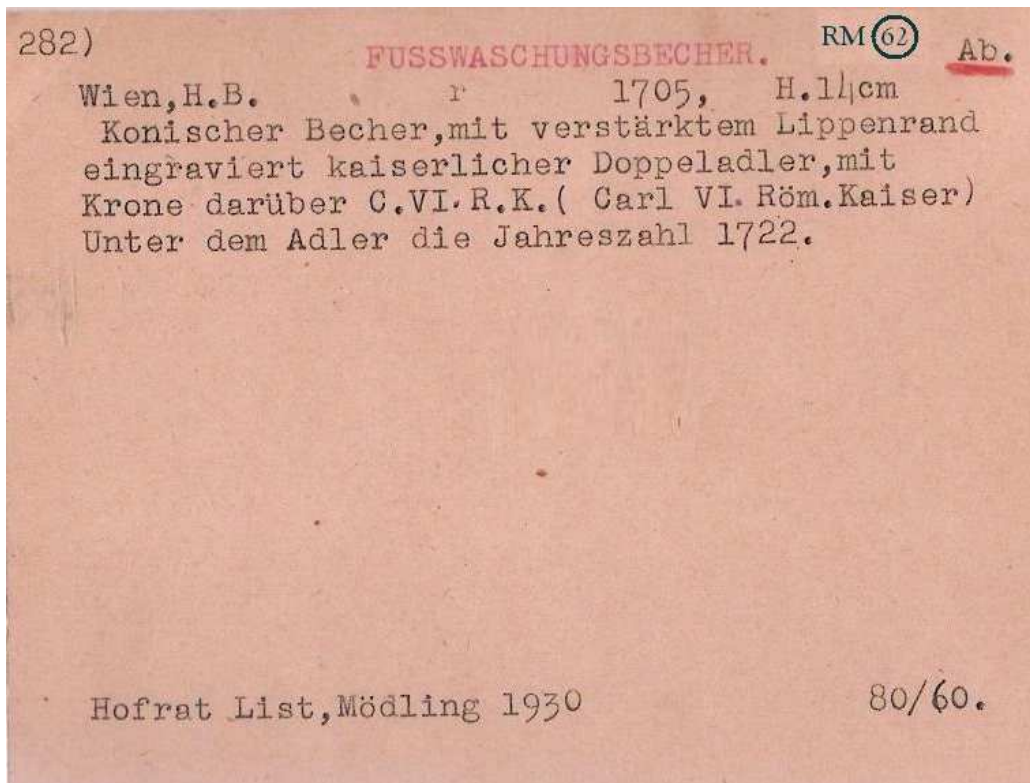 282) FUSSWASCHUNGSBECHER. RM 62 Ab.
Wien,H.B. r 1705, H.14cm
Konischer Becher,mit verstärktem Lippenrand
eingraviert kaiserlicher Doppeladler,mit
Krone darüber C.VI.R.K.( Carl VI. Röm.Kaiser)
Unter dem Adler die Jahreszahl 1722.
Hofrat List,Mödling 1930 80/60.